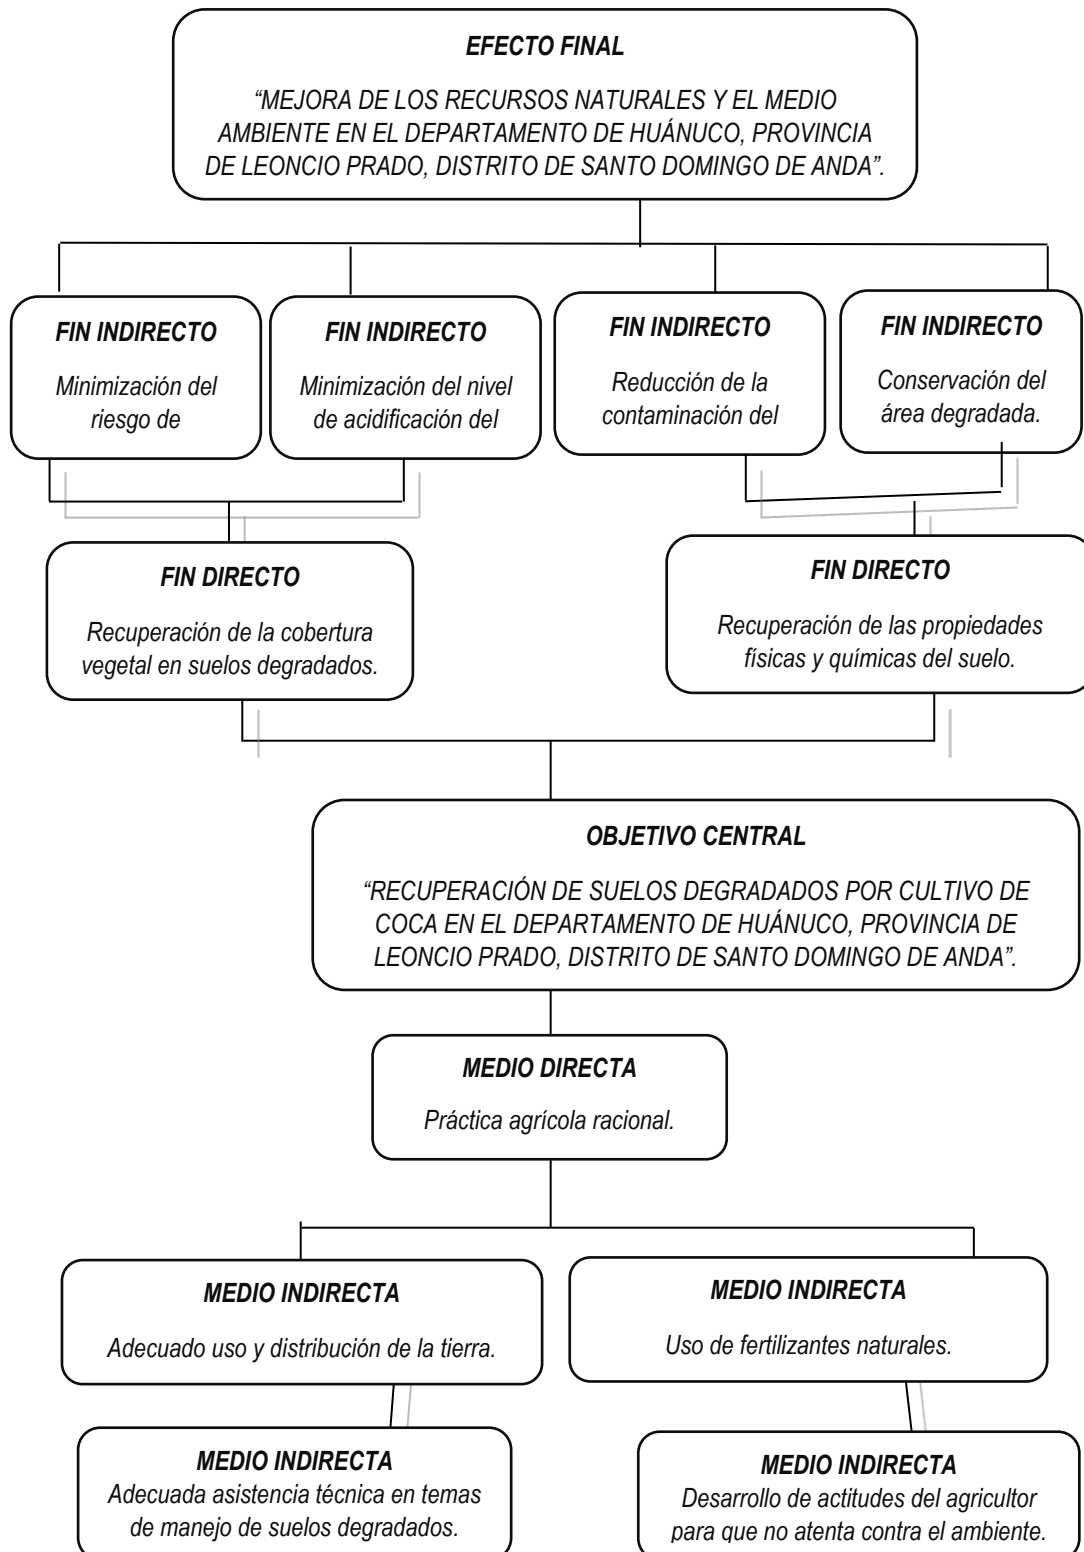 EFECTO FINAL
“MEJORA DE LOS RECURSOS NATURALES Y EL MEDIO
AMBIENTE EN EL DEPARTAMENTO DE HUÁNUCO, PROVINCIA
DE LEONCIO PRADO, DISTRITO DE SANTO DOMINGO DE ANDA”.
FIN INDIRECTO
Minimización del
riesgo de
FIN INDIRECTO
Minimización del nivel
de acidificación del
FIN INDIRECTO
Reducción de la
contaminación del
FIN INDIRECTO
Conservación del
área degradada.
FIN DIRECTO
Recuperación de la cobertura
vegetal en suelos degradados.
FIN DIRECTO
Recuperación de las propiedades
físicas y químicas del suelo.
OBJETIVO CENTRAL
“RECUPERACIÓN DE SUELOS DEGRADADOS POR CULTIVO DE
COCA EN EL DEPARTAMENTO DE HUÁNUCO, PROVINCIA DE
LEONCIO PRADO, DISTRITO DE SANTO DOMINGO DE ANDA”.
MEDIO DIRECTA
Práctica agrícola racional.
MEDIO INDIRECTA
Adecuado uso y distribución de la tierra.
MEDIO INDIRECTA
Uso de fertilizantes naturales.
MEDIO INDIRECTA
Adecuada asistencia técnica en temas
de manejo de suelos degradados.
MEDIO INDIRECTA
Desarrollo de actitudes del agricultor
para que no atenta contra el ambiente.